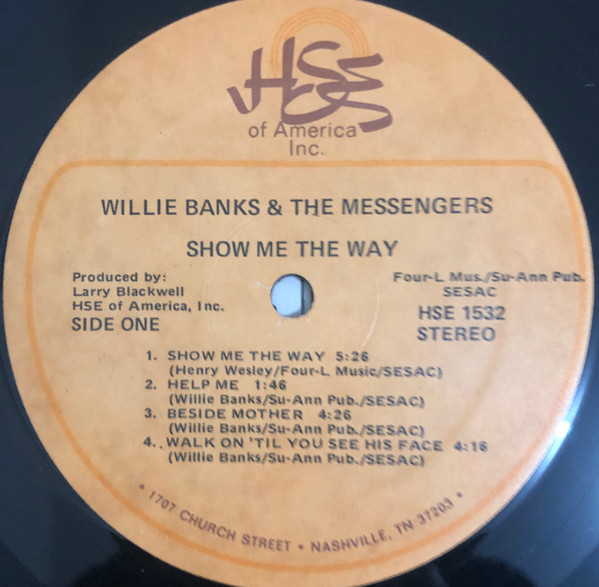 HSE
of America
Inc.
WILLIE BANKS & THE MESSENGERS
SHOW ME THE WAY
Produced by:
Larry Blackwell
HSE of America, Inc.
SIDE ONE
Four-L Mus./Su-Ann Pub.
SESAC
HSE 1532
STEREO
1. SHOW ME THE WAY 5:26
(Henry Wesley/Four-L Music/SESAC)
2. HELP ME 1:46
(Willie Banks/Su-Ann Pub./SESAC)
3. BESIDE MOTHER 4:26
(Willie Banks/Su-Ann Pub./SESAC)
4.. WALK ON 'TIL YOU SEE HIS FACE 4:16
(Willie Banks/Su-Ann Pub./SESAC)
• 1707 CHURCH STREET • NASHVILLE, TN 37203 •